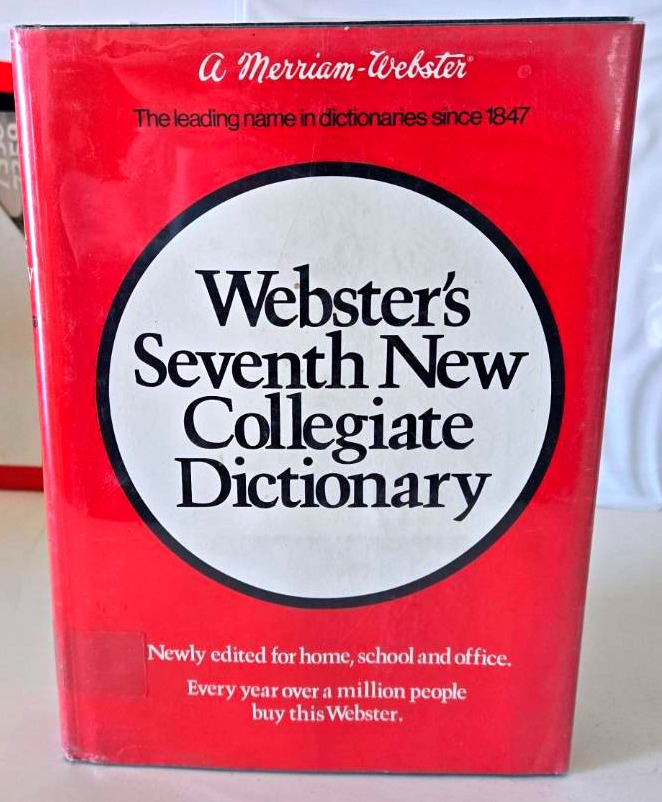 A Merriam-Webster®
The leading name in dictionaries since 1847
Webster's
Seventh New
Collegiate
Dictionary
Newly edited for home, school and office.
Every year over a million people
buy this Webster.